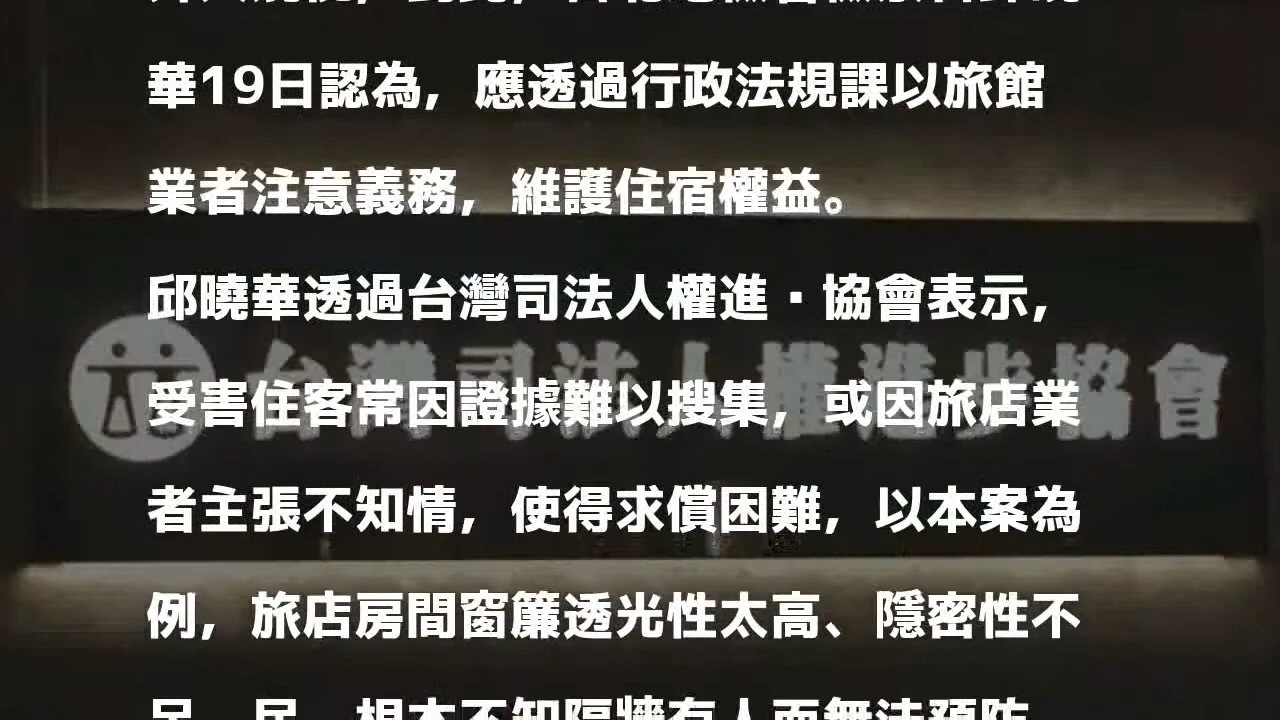 華19日認為，應透過行政法規課以旅館
業者注意義務，維護住宿權益。
邱曉華透過台灣司法人權進·協會表示，
台灣司法人權進步協會
受害住客常因證據難以搜集，或因旅店業
者主張不知情，使得求償困難，以本案為
例，旅店房間窗簾透光性太高、隱密性不